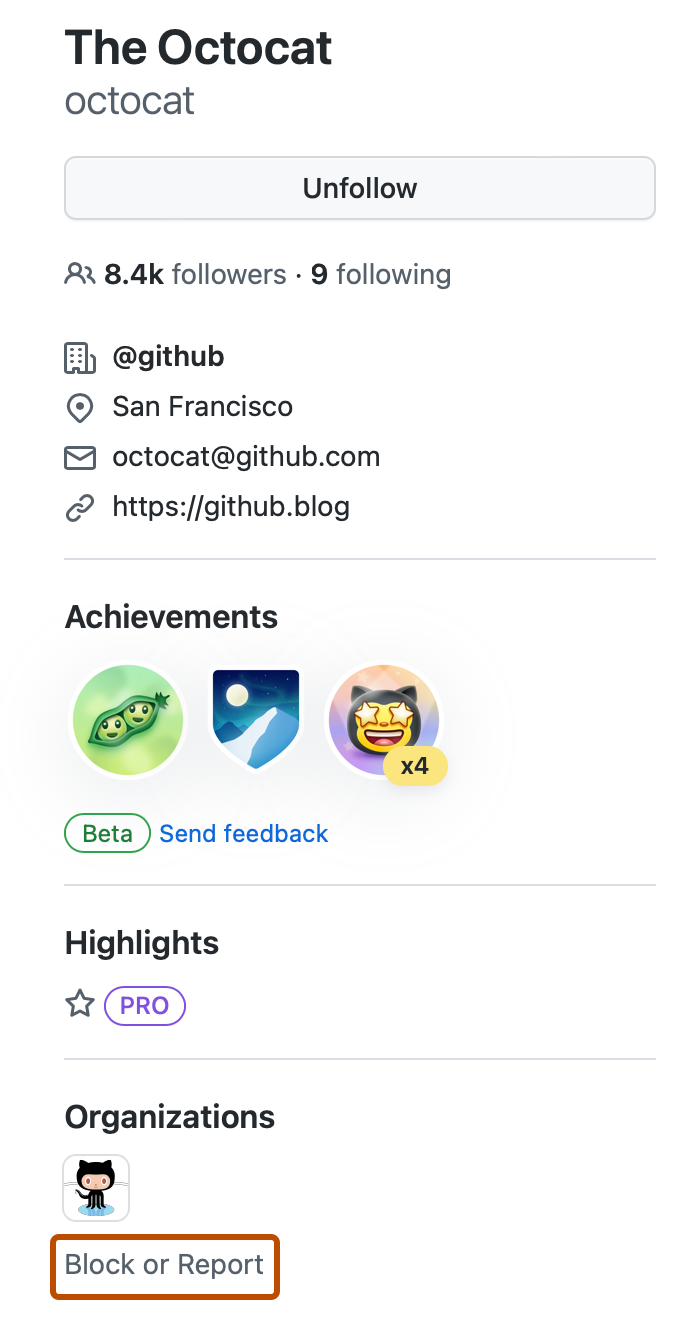 The Octocat
octocat
Unfollow
8.4k followers · 9 following
@github
San Francisco
octocat@github.com
https://github.blog
Achievements
x4
Beta Send feedback
Highlights
PRO
Organizations
Block or Report